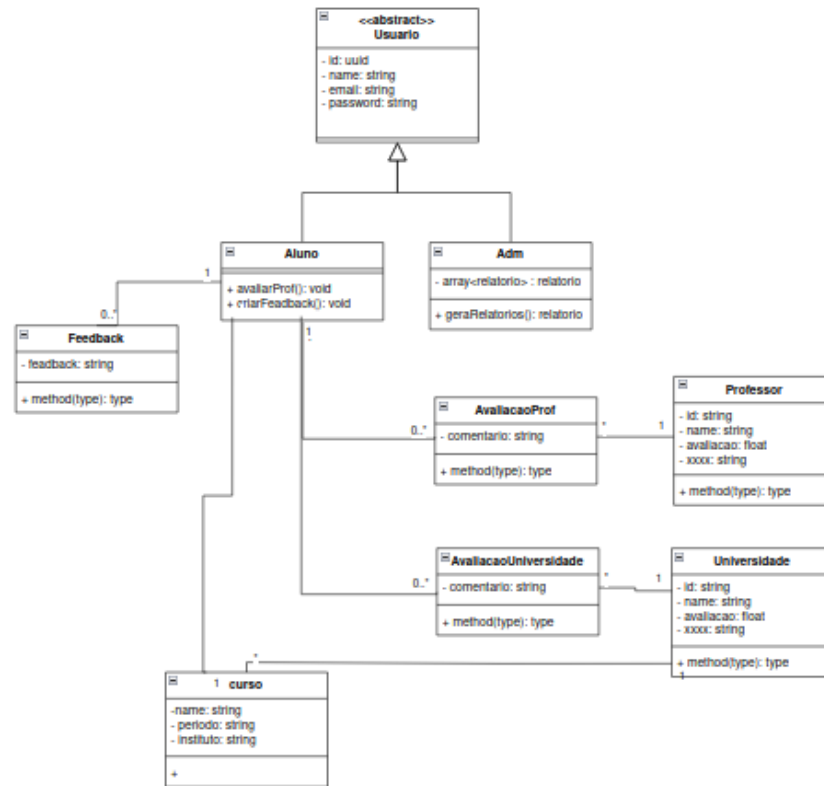 <<abstract>>
Usuario
- id: uuid
- name: string
- email: string
- password: string
Aluno
+ avaliarProf(): void
+ criarFeadback(): void
Adm
- array<relatorio> : relatorio
+ geraRelatorios(): relatorio
1
0..*
Feedback
- feadback: string
+ method(type): type
1
0..*
AvaliacaoProf
- comentario: string
+ method(type): type
*
1
Professor
- id: string
- name: string
- avaliacao: float
- xxxx: string
+ method(type): type
0..*
AvaliacaoUniversidade
- comentario: string
+ method(type): type
*
1
Universidade
- id: string
- name: string
- avaliacao: float
- xxxx: string
+ method(type): type
1
*
1
curso
-name: string
- periodo: string
- instituto: string
+